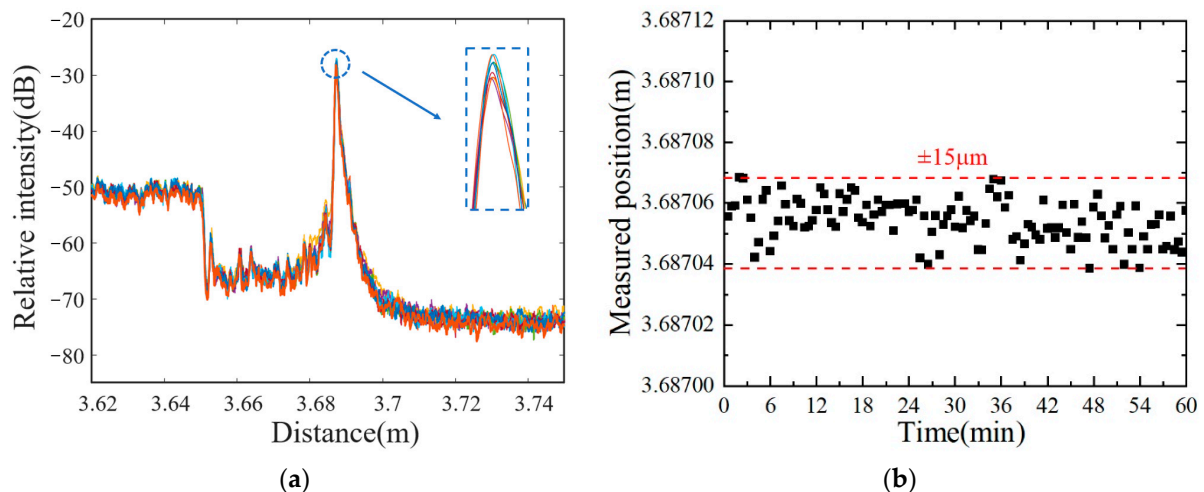 Relative intensity(dB)
−20
−30
−40
−50
−60
−70
−80
3.62 3.64 3.66 3.68 3.7 3.72 3.74
Distance(m)
(a)
Measured position(m)
3.68712
3.68710
3.68708
3.68706
3.68704
3.68702
3.68700
±15μm
0 6 12 18 24 30 36 42 48 54 60
Time(min)
(b)